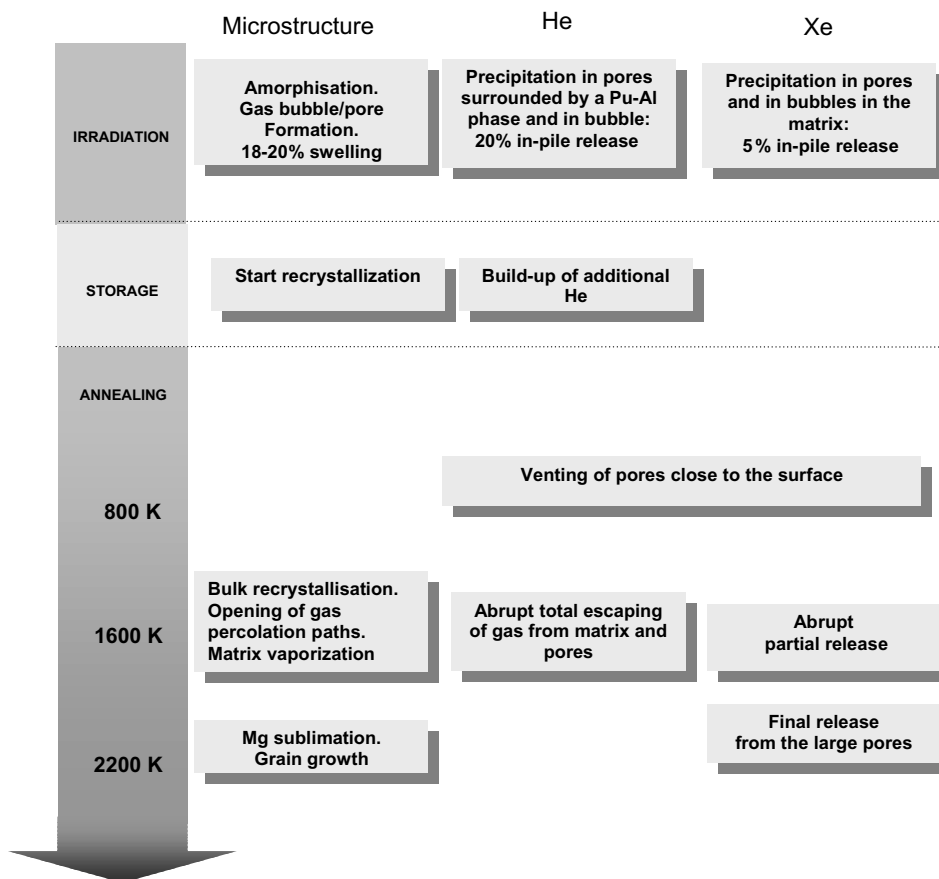 Microstructure
He
Xe
IRRADIATION
Amorphisation.
Gas bubble/pore
Formation.
18-20% swelling
Precipitation in pores
surrounded by a Pu-Al
phase and in bubble:
20% in-pile release
Precipitation in pores
and in bubbles in the
matrix:
5% in-pile release
STORAGE
Start recrystallization
Build-up of additional
He
ANNEALING
800 K
Venting of pores close to the surface
1600 K
Bulk recrystallisation.
Opening of gas
percolation paths.
Matrix vaporization
Abrupt total escaping
of gas from matrix and
pores
Abrupt
partial release
2200 K
Mg sublimation.
Grain growth
Final release
from the large pores